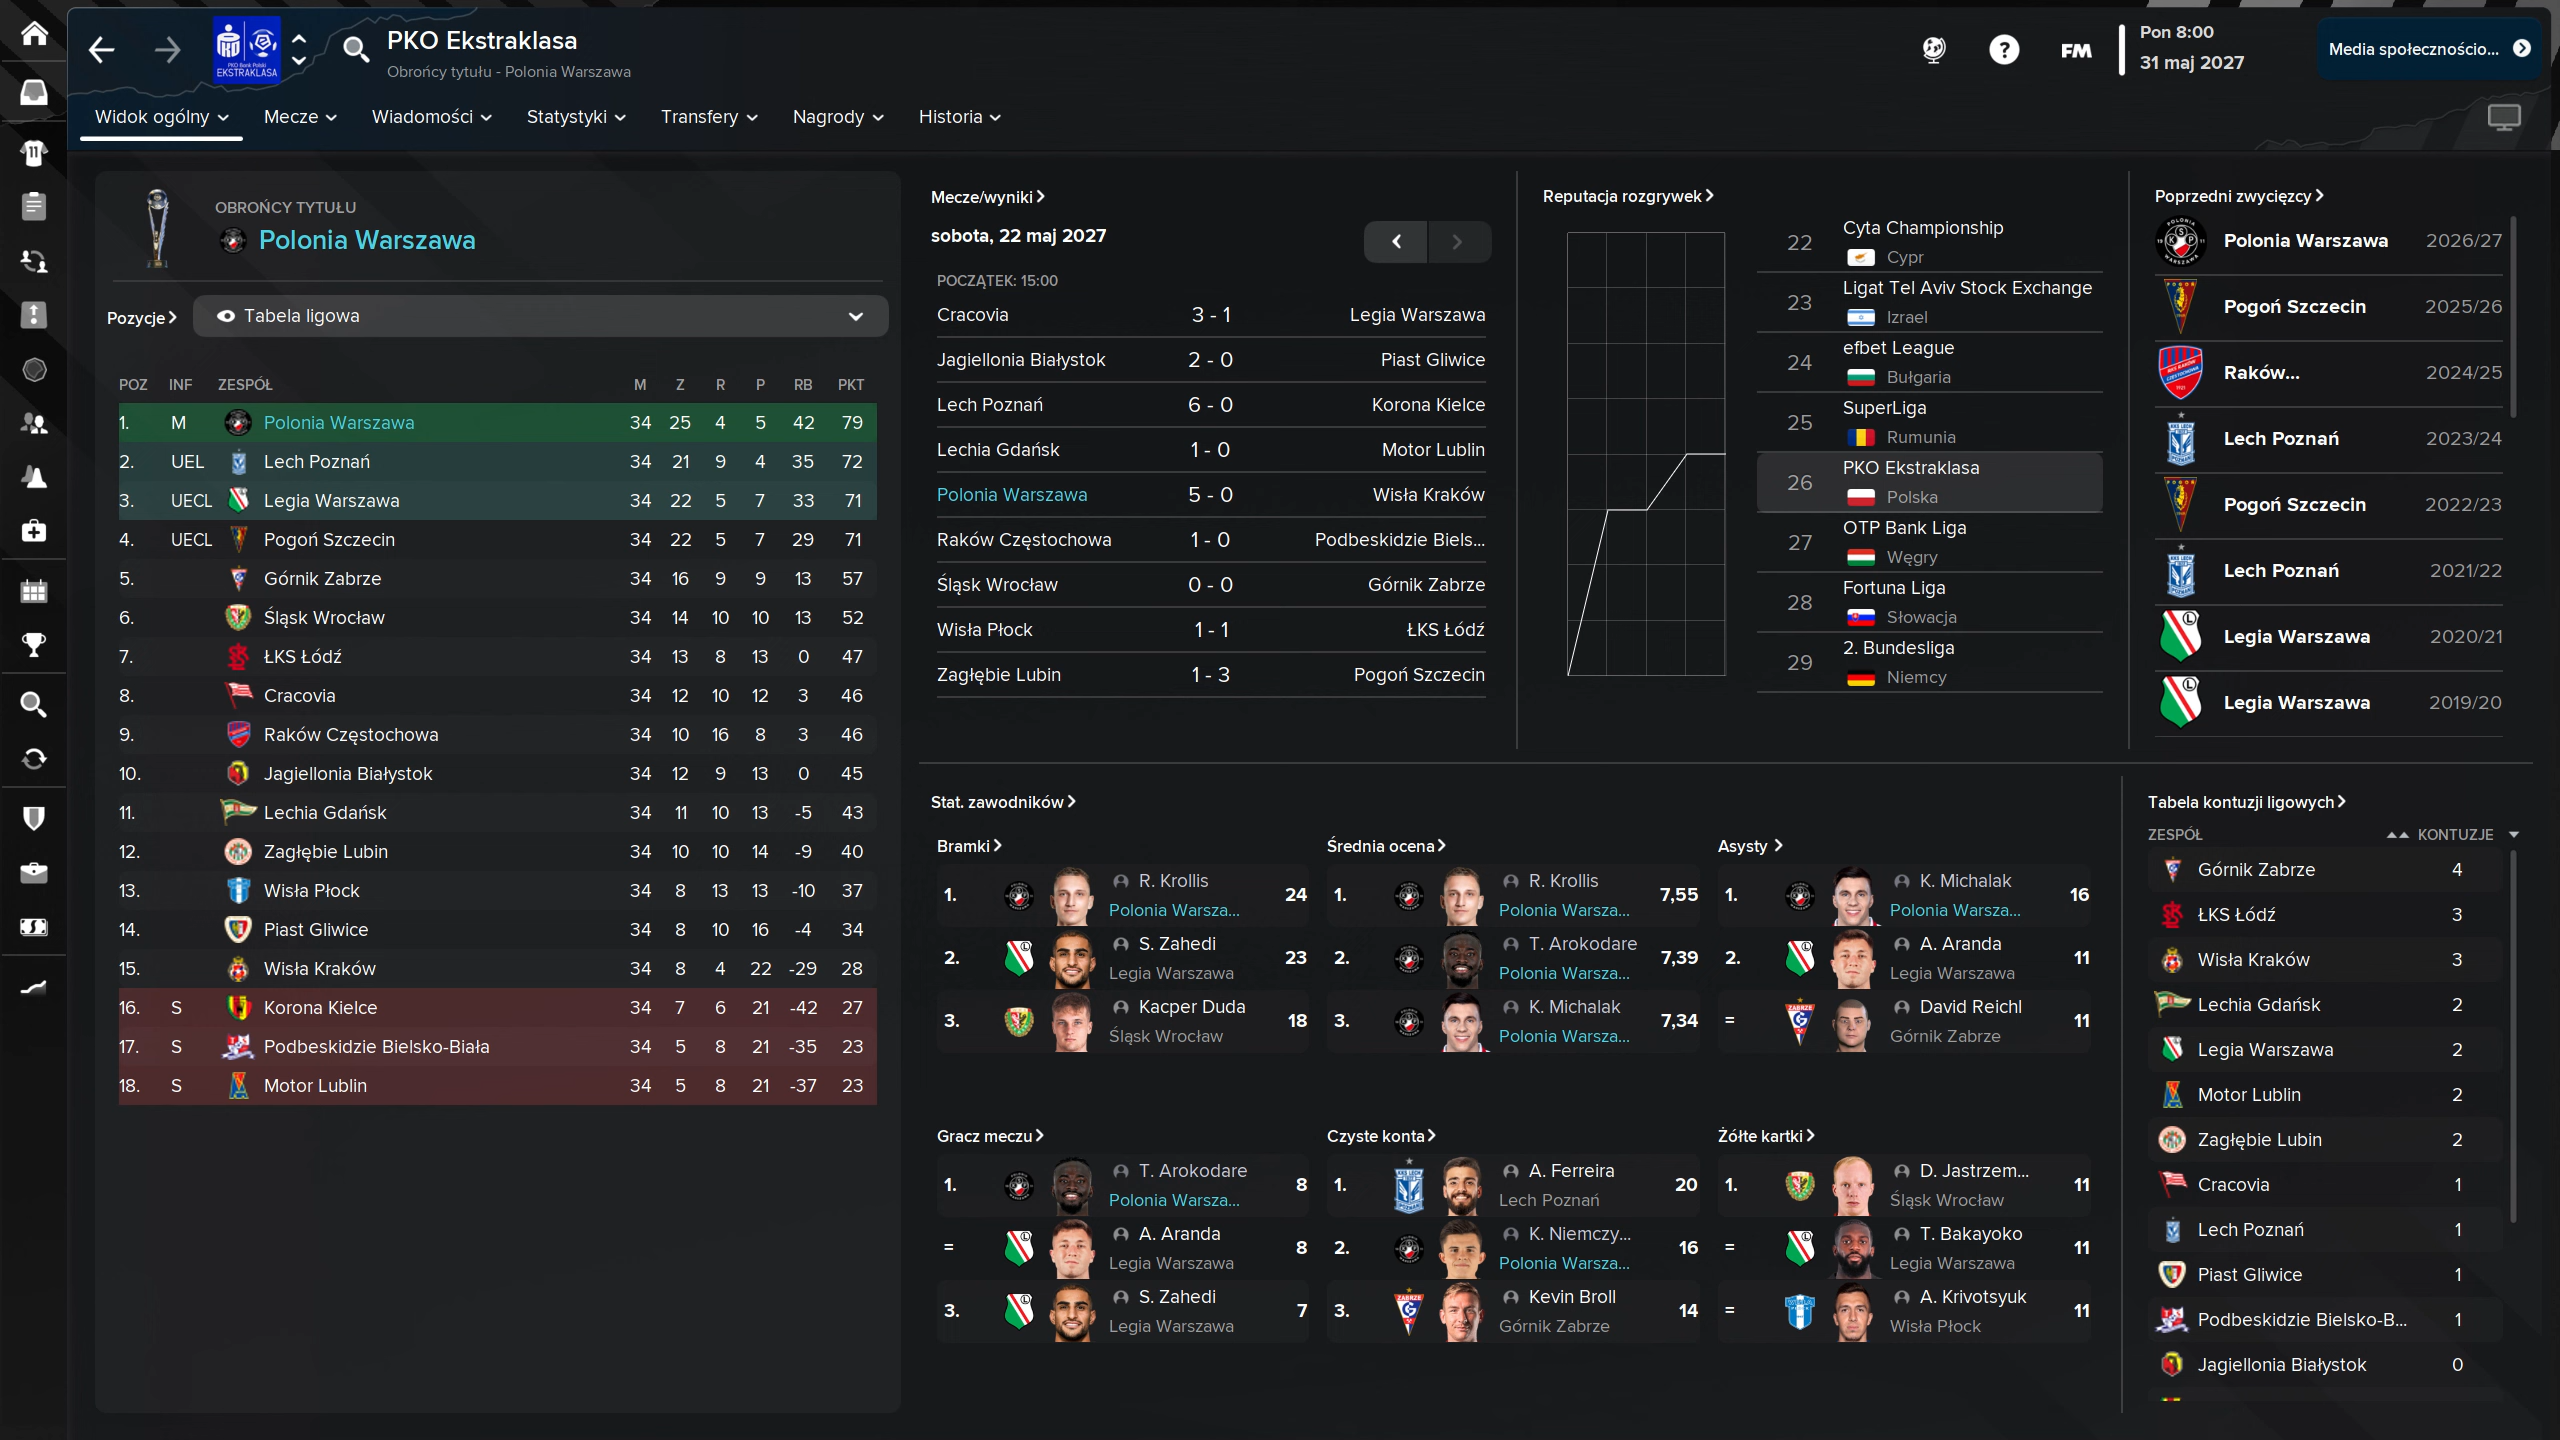 PKO Ekstraklasa
Obrońcy tytułu - Polonia Warszawa
PKO Bank Polski
EKSTRAKLASA
FM
Pon 8:00
31 maj 2027
Media społecznościo...
Widok ogólny
Mecze
Wiadomości
Statystyki
Transfery
Nagrody
Historia
OBROŃCY TYTUŁU
Polonia Warszawa
Pozycje
Tabela ligowa
POZ INF ZESPÓŁ M Z R P RB PKT
1. M Polonia Warszawa 34 25 4 5 42 79
2. UEL Lech Poznań 34 21 9 4 35 72
3. UECL Legia Warszawa 34 22 5 7 33 71
4. UECL Pogoń Szczecin 34 22 5 7 29 71
5. Górnik Zabrze 34 16 9 9 13 57
6. Śląsk Wrocław 34 14 10 10 13 52
7. ŁKS Łódź 34 13 8 13 0 47
8. Cracovia 34 12 10 12 3 46
9. Raków Częstochowa 34 10 16 8 3 46
10. Jagiellonia Białystok 34 12 9 13 0 45
11. Lechia Gdańsk 34 11 10 13 -5 43
12. Zagłębie Lubin 34 10 10 14 -9 40
13. Wisła Płock 34 8 13 13 -10 37
14. Piast Gliwice 34 8 10 16 -4 34
15. Wisła Kraków 34 8 4 22 -29 28
16. S Korona Kielce 34 7 6 21 -42 27
17. S Podbeskidzie Bielsko-Biała 34 5 8 21 -35 23
18. S Motor Lublin 34 5 8 21 -37 23
Mecze/wyniki
sobota, 22 maj 2027
POCZĄTEK: 15:00
Cracovia 3 - 1 Legia Warszawa
Jagiellonia Białystok 2 - 0 Piast Gliwice
Lech Poznań 6 - 0 Korona Kielce
Lechia Gdańsk 1 - 0 Motor Lublin
Polonia Warszawa 5 - 0 Wisła Kraków
Raków Częstochowa 1 - 0 Podbeskidzie Biels...
Śląsk Wrocław 0 - 0 Górnik Zabrze
Wisła Płock 1 - 1 ŁKS Łódź
Zagłębie Lubin 1 - 3 Pogoń Szczecin
Reputacja rozgrywek
22 Cyta Championship
Cypr
23 Ligat Tel Aviv Stock Exchange
Izrael
24 efbet League
Bułgaria
25 SuperLiga
Rumunia
26 PKO Ekstraklasa
Polska
27 OTP Bank Liga
Węgry
28 Fortuna Liga
Słowacja
29 2. Bundesliga
Niemcy
Poprzedni zwycięzcy
Polonia Warszawa 2026/27
Pogoń Szczecin 2025/26
Raków... 2024/25
Lech Poznań 2023/24
Pogoń Szczecin 2022/23
Lech Poznań 2021/22
Legia Warszawa 2020/21
Legia Warszawa 2019/20
Stat. zawodników
Bramki
1. R. Krollis 24
Polonia Warsza...
2. S. Zahedi 23
Legia Warszawa
3. Kacper Duda 18
Śląsk Wrocław
Średnia ocena
1. R. Krollis 7,55
Polonia Warsza...
2. T. Arokodare 7,39
Polonia Warsza...
3. K. Michalak 7,34
Polonia Warsza...
Asysty
1. K. Michalak 16
Polonia Warsza...
2. A. Aranda 11
Legia Warszawa
= David Reichl 11
Górnik Zabrze
Gracz meczu
1. T. Arokodare 8
Polonia Warsza...
= A. Aranda 8
Legia Warszawa
3. S. Zahedi 7
Legia Warszawa
Czyste konta
1. A. Ferreira 20
Lech Poznań
2. K. Niemczy... 16
Polonia Warsza...
3. Kevin Broll 14
Górnik Zabrze
Żółte kartki
1. D. Jastrzem... 11
Śląsk Wrocław
= T. Bakayoko 11
Legia Warszawa
= A. Krivotsyuk 11
Wisła Płock
Tabela kontuzji ligowych
ZESPÓŁ KONTUZJE
Górnik Zabrze 4
ŁKS Łódź 3
Wisła Kraków 3
Lechia Gdańsk 2
Legia Warszawa 2
Motor Lublin 2
Zagłębie Lubin 2
Cracovia 1
Lech Poznań 1
Piast Gliwice 1
Podbeskidzie Bielsko-B... 1
Jagiellonia Białystok 0